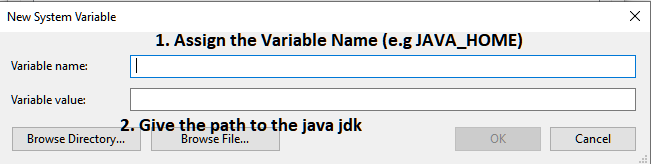 New System Variable
1. Assign the Variable Name (e.g JAVA_HOME)
Variable name:
Variable value:
2. Give the path to the java jdk
Browse Directory...
Browse File...
OK
Cancel